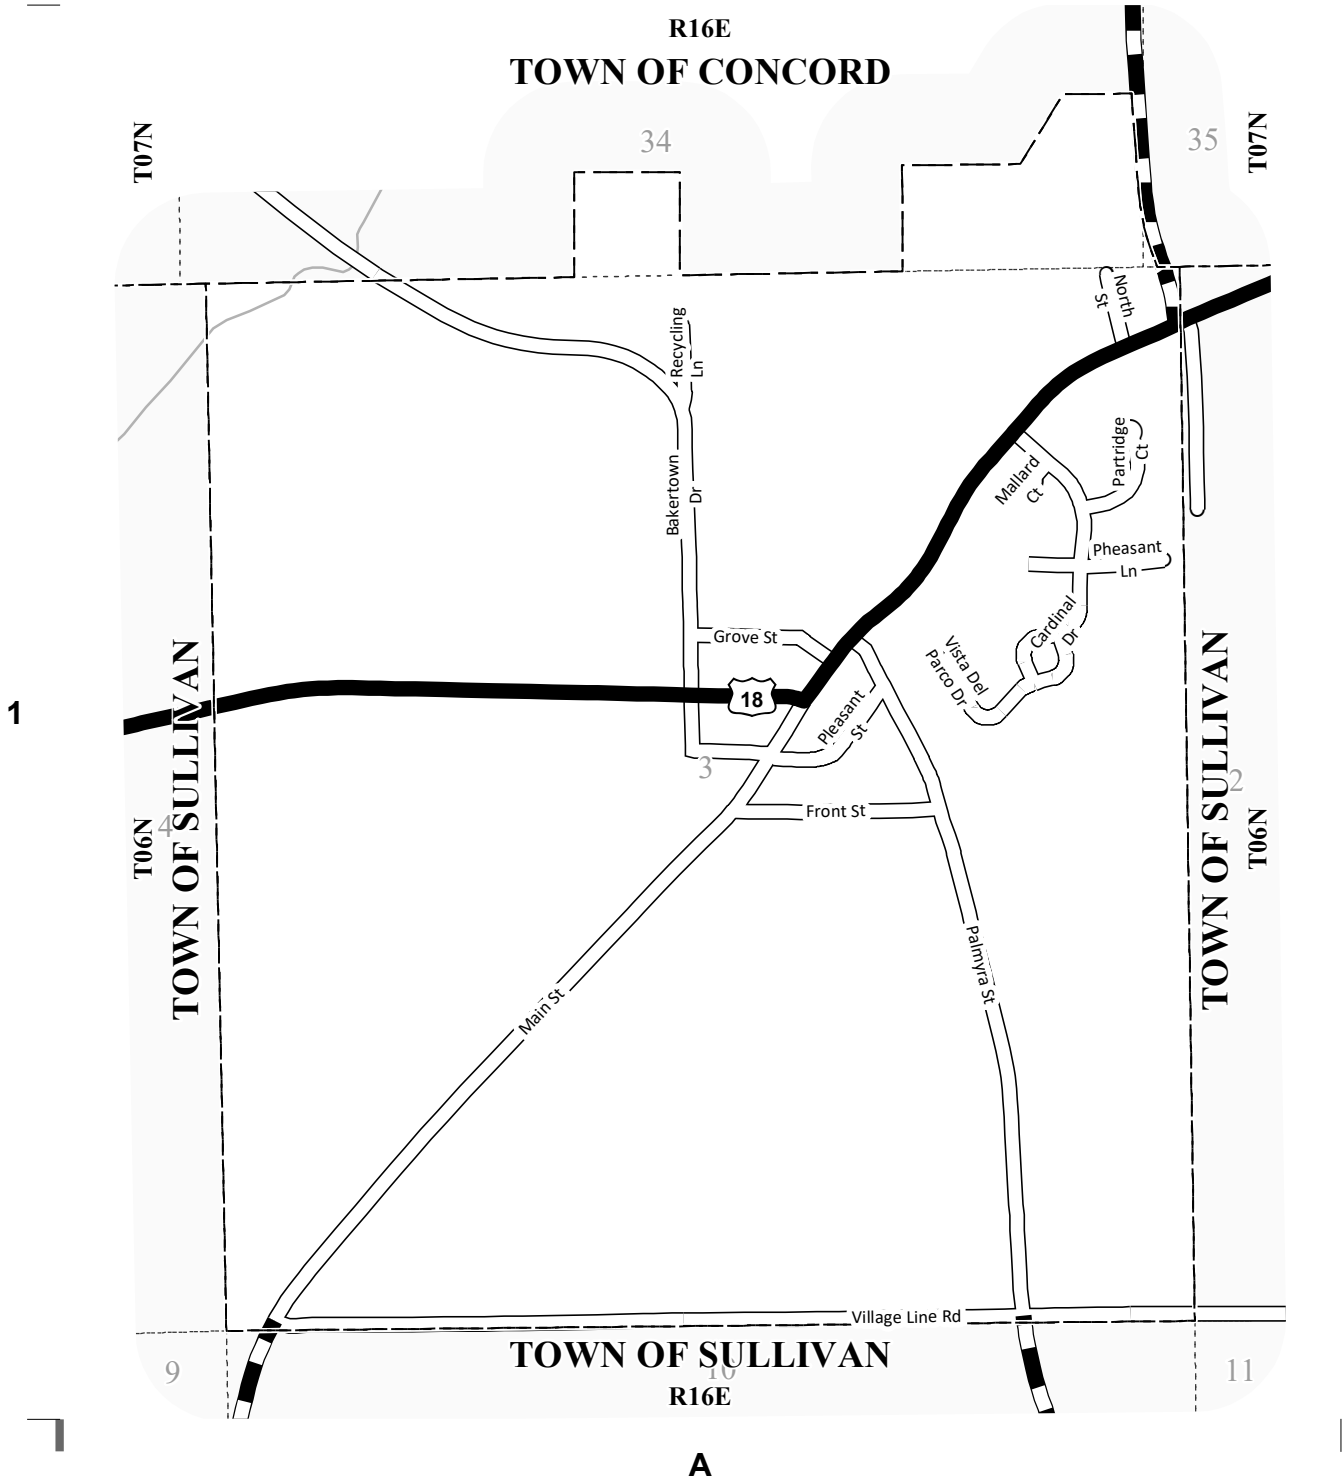 R16E
TOWN OF CONCORD
T07N
34
35
T07N
North
St
Recycling
Ln
Partridge
Ct
Mallard
Ct
Bakertown
Dr
Pheasant
Ln
Cardinal
Dr
Grove St
Vista Del
Parco Dr
18
Pleasant
St
1
TOWN OF SULLIVAN
TOWN OF SULLIVAN
3
2
4
T06N
T06N
Front St
Palmyra St
Main St
Village Line Rd
TOWN OF SULLIVAN
9
10
11
R16E
A